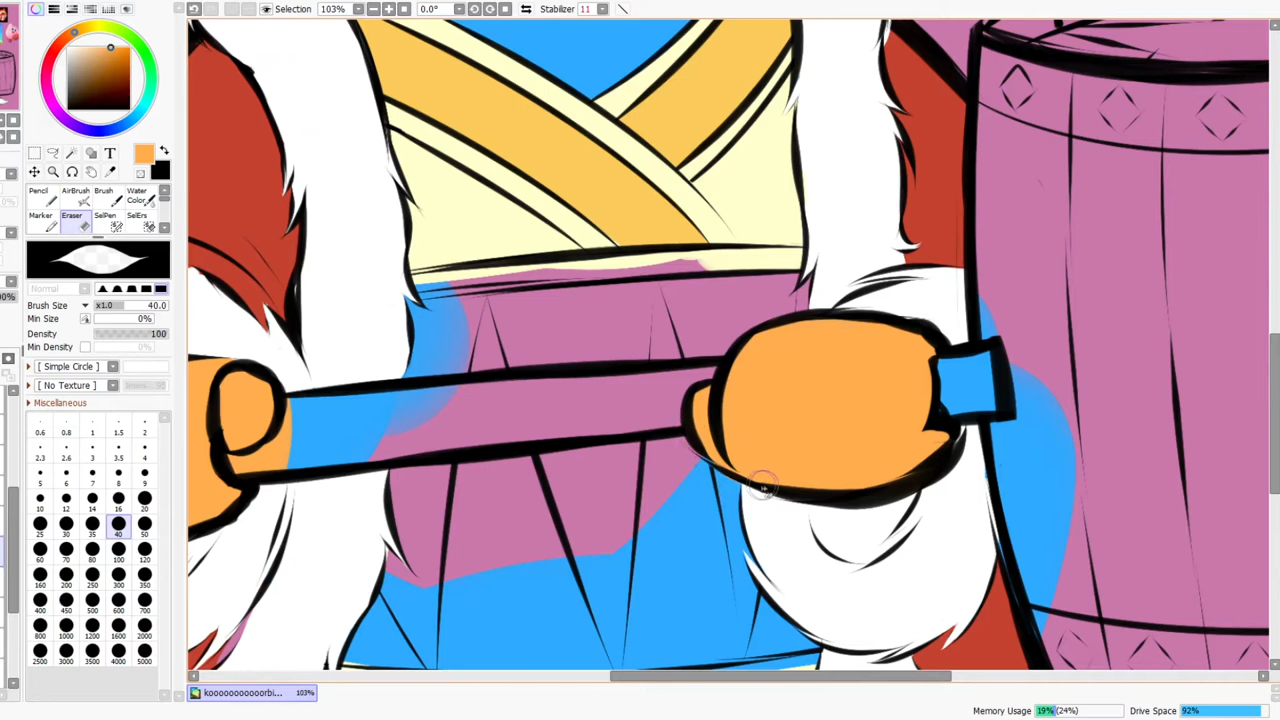 Selection 103% 0.0° Stabilizer 11
T
Pencil AirBrush Brush Water Color
Marker Eraser SelPen SelErs
Normal
Brush Size x1.0 40.0
Min Size 0%
Density 100
Min Density 0%
[ Simple Circle ]
[ No Texture ]
Miscellaneous
0.6 0.8 1 1.5 2
2.3 2.6 3 3.5 4
5 6 7 8 9
10 12 14 16 20
25 30 35 40 50
60 70 80 100 120
160 200 250 300 350
400 450 500 600 700
800 1000 1200 1600 2000
2500 3000 3500 4000 5000
kooooooooooorbi... 103%
Memory Usage 19% (24%) Drive Space 92%